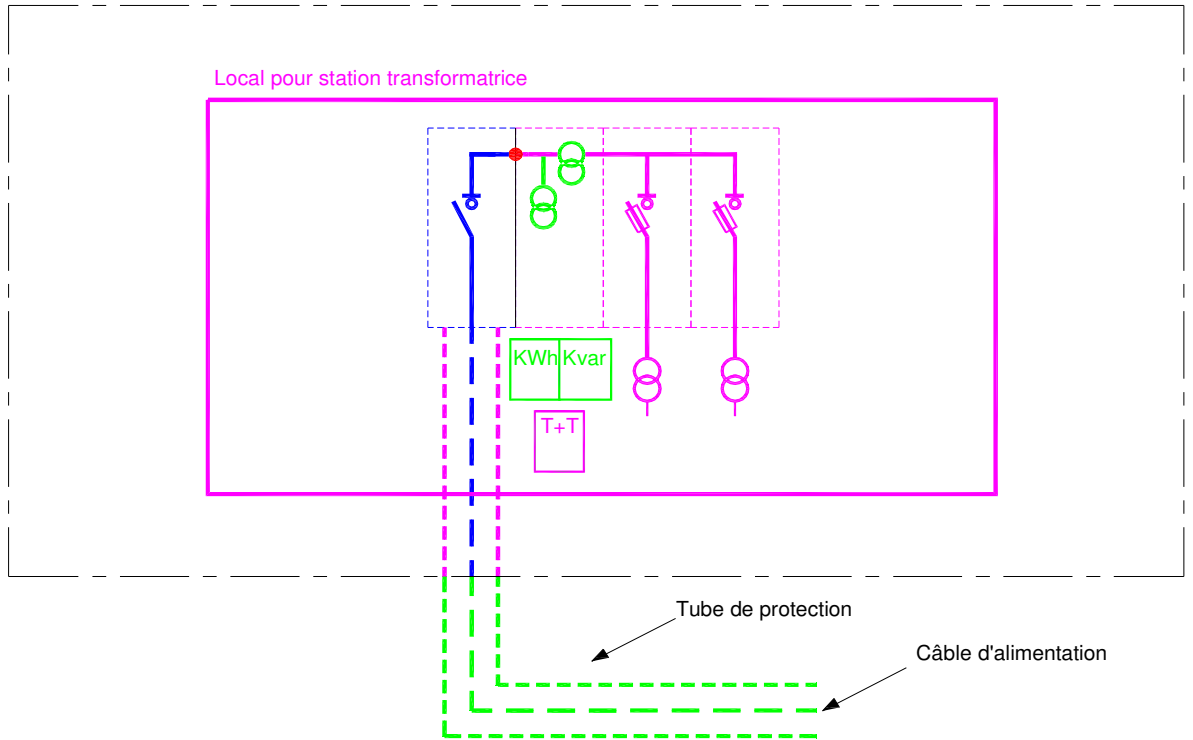 Local pour station transformatrice
KWh Kvar
T+T
Tube de protection
Câble d'alimentation